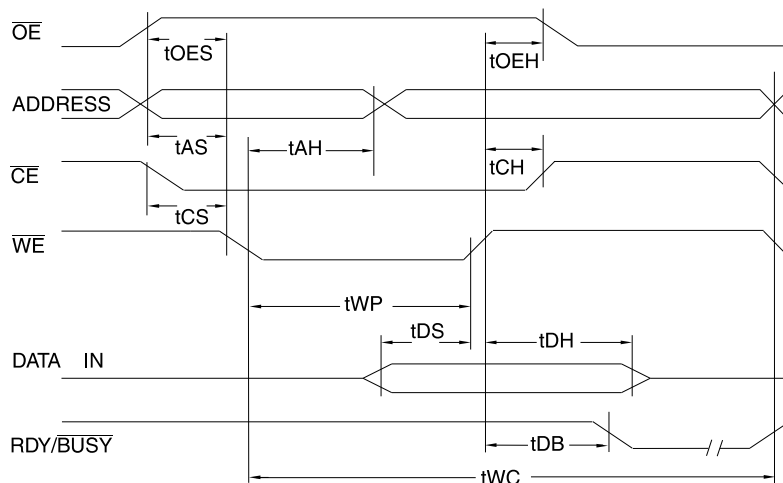 OE
tOES
tOEH
ADDRESS
tAS
tAH
tCH
CE
tCS
WE
tWP
tDS
tDH
DATA IN
RDY/BUSY
tDB
tWC